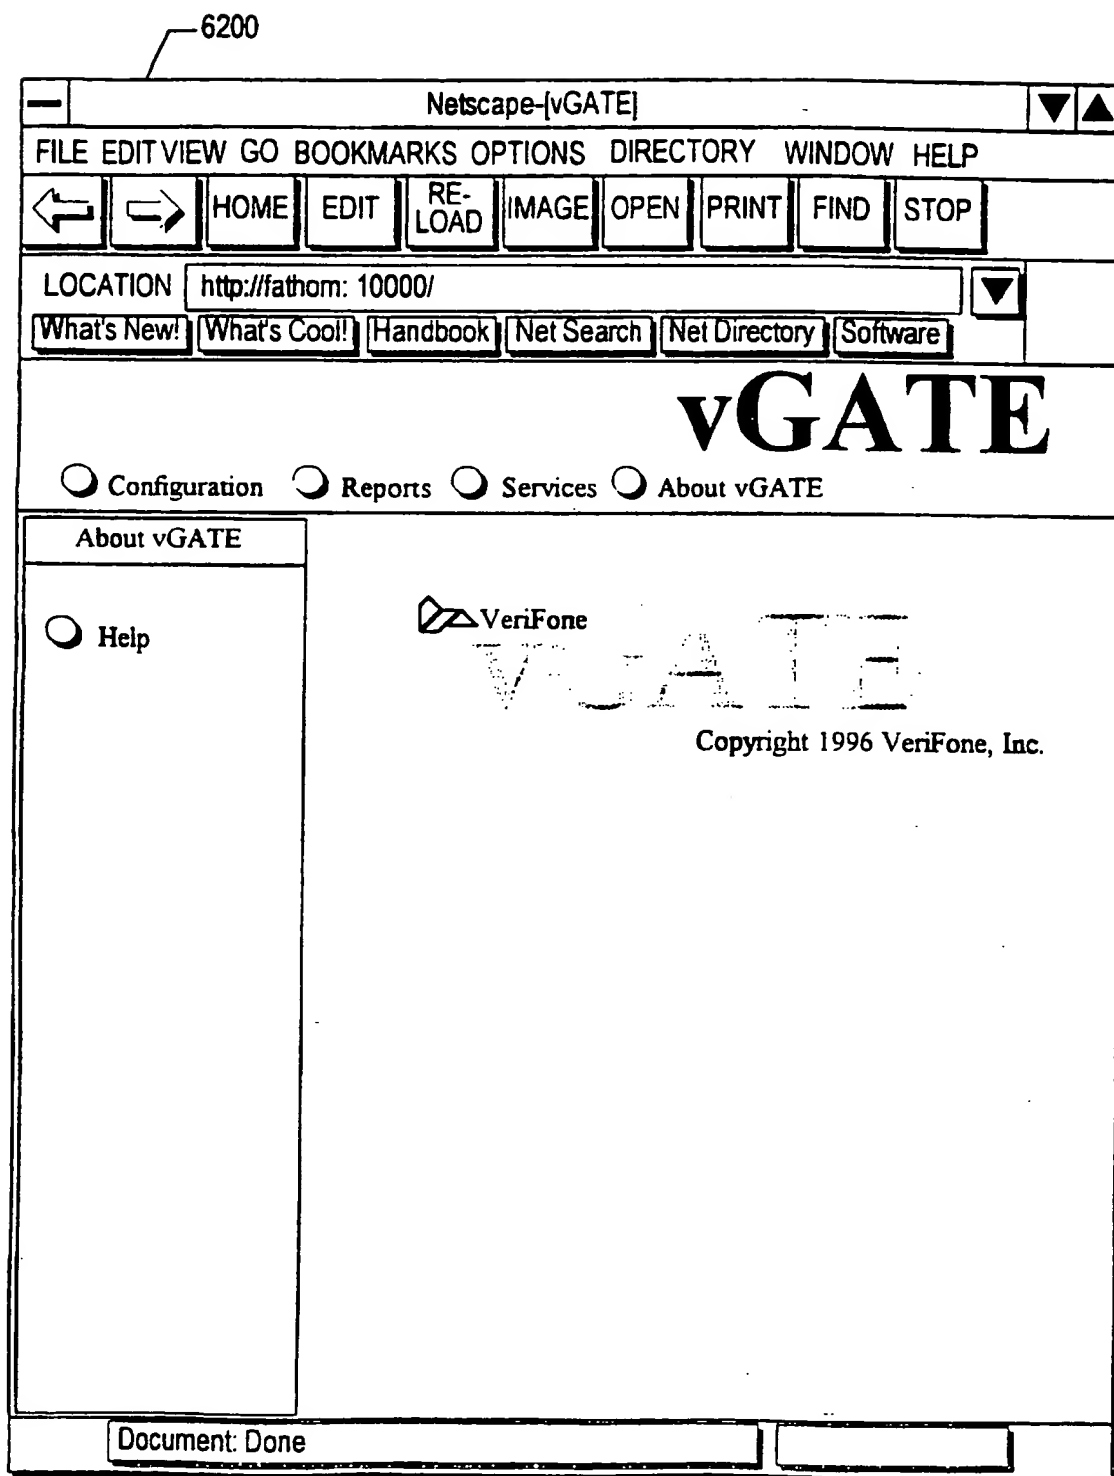 6200
Netscape-[vGATE]
FILE EDIT VIEW GO BOOKMARKS OPTIONS DIRECTORY WINDOW HELP
HOME EDIT RE-LOAD IMAGE OPEN PRINT FIND STOP
LOCATION http://fathom: 10000/
What's New! What's Cool! Handbook Net Search Net Directory Software
vGATE
Configuration Reports Services About vGATE
About vGATE
Help
VeriFone
vGATE
Copyright 1996 VeriFone, Inc.
Document: Done